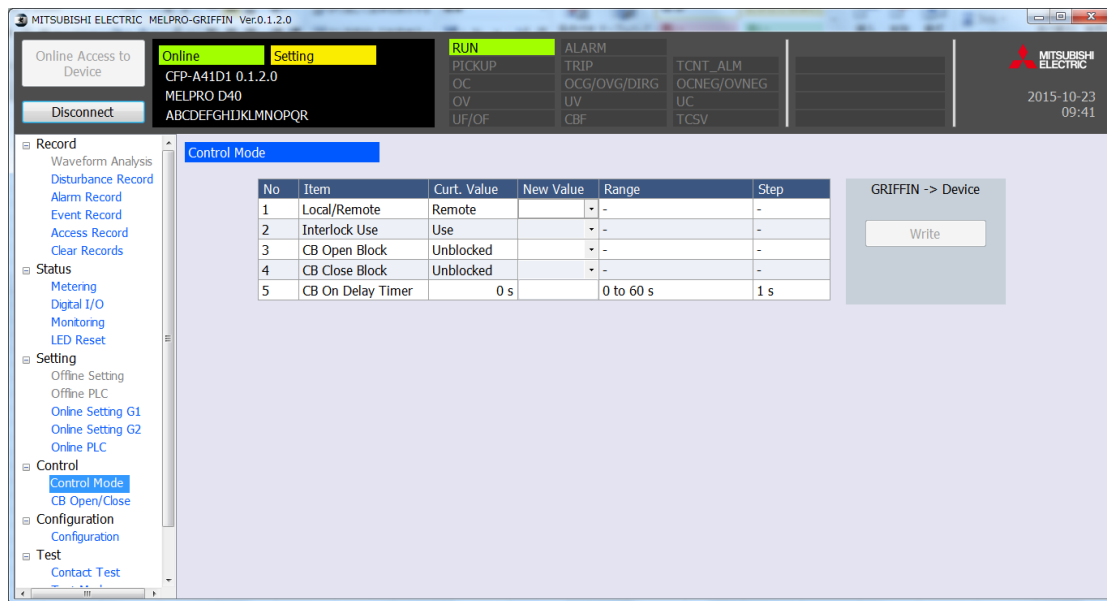 MITSUBISHI ELECTRIC MELPRO-GRIFFIN Ver.0.1.2.0
Online Access to
Device
Disconnect
Online Setting
CFP-A41D1 0.1.2.0
MELPRO D40
ABCDEFGHIJKLMNOPQR
RUN ALARM
PICKUP TRIP TCNT_ALM
OC OCG/OVG/DIRG OCNEG/OVNEG
OV UV UC
UF/OF CBF TCSV
MITSUBISHI
ELECTRIC
2015-10-23
09:41
Record
Waveform Analysis
Disturbance Record
Alarm Record
Event Record
Access Record
Clear Records
Status
Metering
Digital I/O
Monitoring
LED Reset
Setting
Offline Setting
Offline PLC
Online Setting G1
Online Setting G2
Online PLC
Control
Control Mode
CB Open/Close
Configuration
Configuration
Test
Contact Test
Control Mode
No Item Curt. Value New Value Range Step
1 Local/Remote Remote - -
2 Interlock Use Use - -
3 CB Open Block Unblocked - -
4 CB Close Block Unblocked - -
5 CB On Delay Timer 0 s 0 to 60 s 1 s
GRIFFIN -> Device
Write